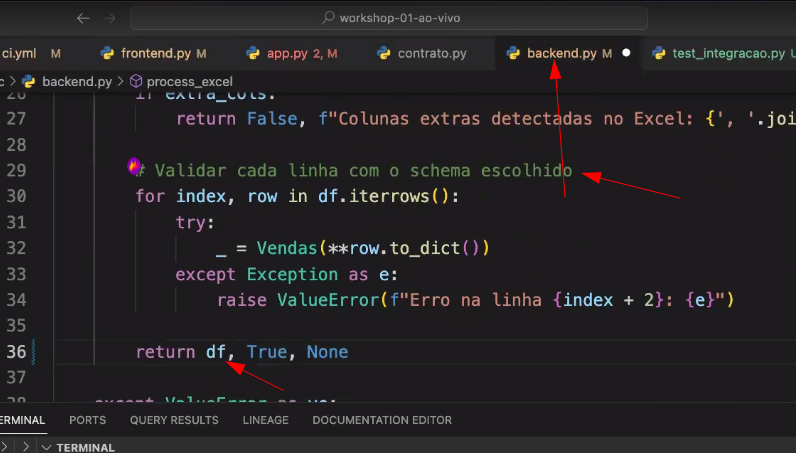 workshop-01-ao-vivo
ci.yml M frontend.py M app.py 2, M contrato.py backend.py M test_integracao.py
c > backend.py > process_excel
26 if extra_cols:
27 return False, f"Colunas extras detectadas no Excel: {', '.joi
28
29 # Validar cada linha com o schema escolhido
30 for index, row in df.iterrows():
31 try:
32 _ = Vendas(**row.to_dict())
33 except Exception as e:
34 raise ValueError(f"Erro na linha {index + 2}: {e}")
35
36 return df, True, None
37
38 except ValueError as ve:
ERMINAL PORTS QUERY RESULTS LINEAGE DOCUMENTATION EDITOR
TERMINAL